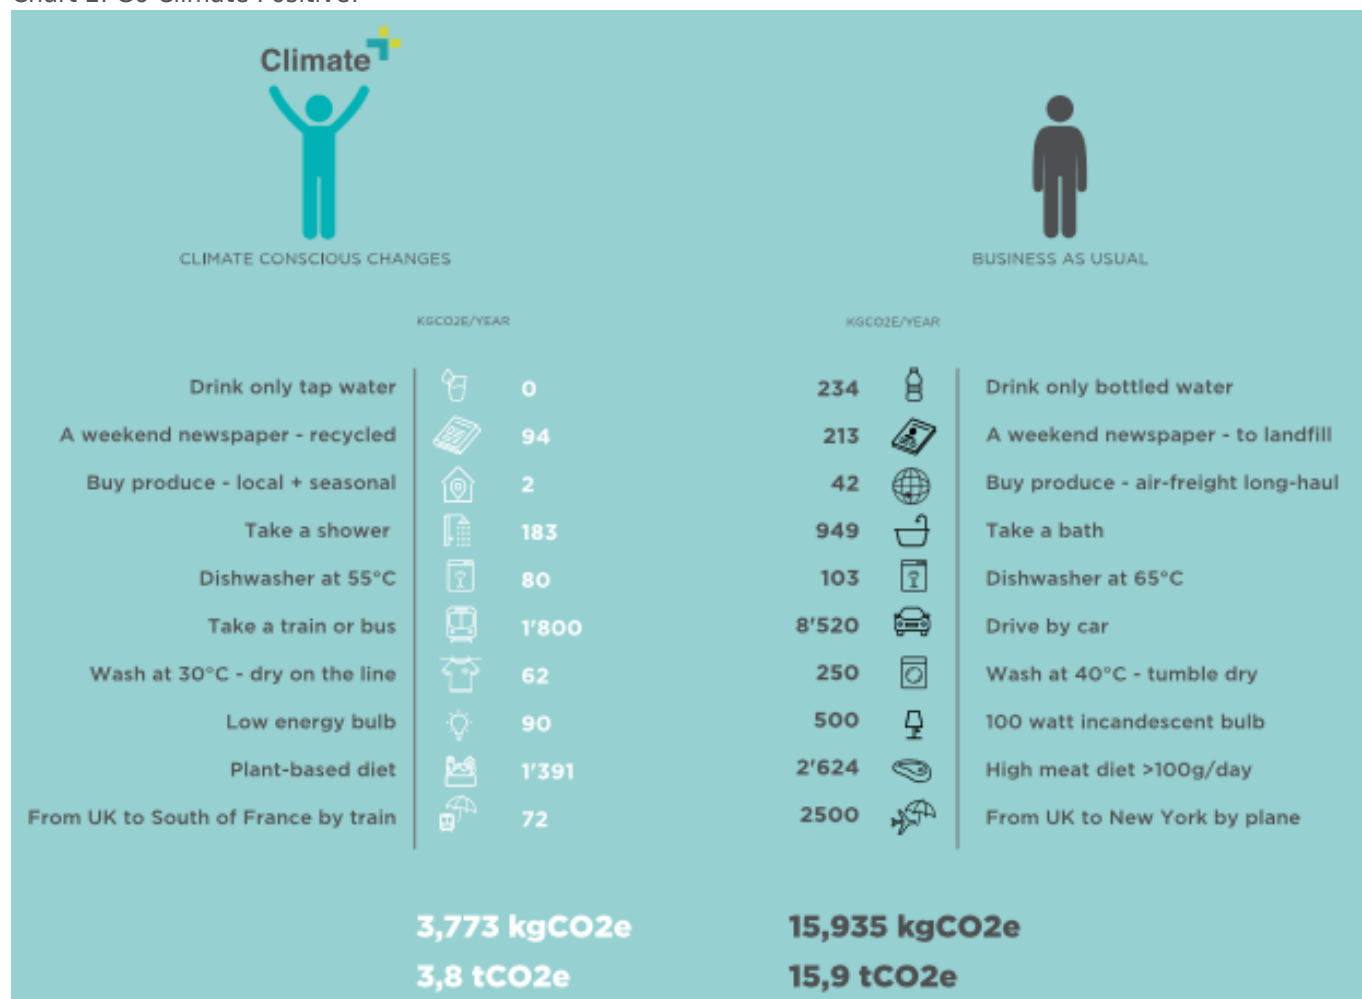 Chart 2: Go Climate Positive!
Climate
CLIMATE CONSCIOUS CHANGES
BUSINESS AS USUAL
KGCO2E/YEAR KGCO2E/YEAR
Drink only tap water 0 234 Drink only bottled water
A weekend newspaper - recycled 94 213 A weekend newspaper - to landfill
Buy produce - local + seasonal 2 42 Buy produce - air-freight long-haul
Take a shower 183 949 Take a bath
Dishwasher at 55°C 80 103 Dishwasher at 65°C
Take a train or bus 1'800 8'520 Drive by car
Wash at 30°C - dry on the line 62 250 Wash at 40°C - tumble dry
Low energy bulb 90 500 100 watt incandescent bulb
Plant-based diet 1'391 2'624 High meat diet >100g/day
From UK to South of France by train 72 2500 From UK to New York by plane
3,773 kgCO2e 15,935 kgCO2e
3,8 tCO2e 15,9 tCO2e